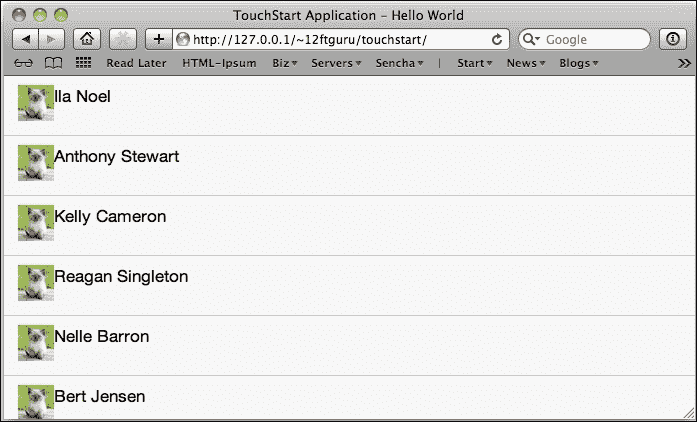 TouchStart Application – Hello World
http://127.0.0.1/~12ftguru/touchstart/
Google
Read Later HTML-Ipsum Biz Servers Sencha Start News Blogs
Ila Noel
Anthony Stewart
Kelly Cameron
Reagan Singleton
Nelle Barron
Bert Jensen